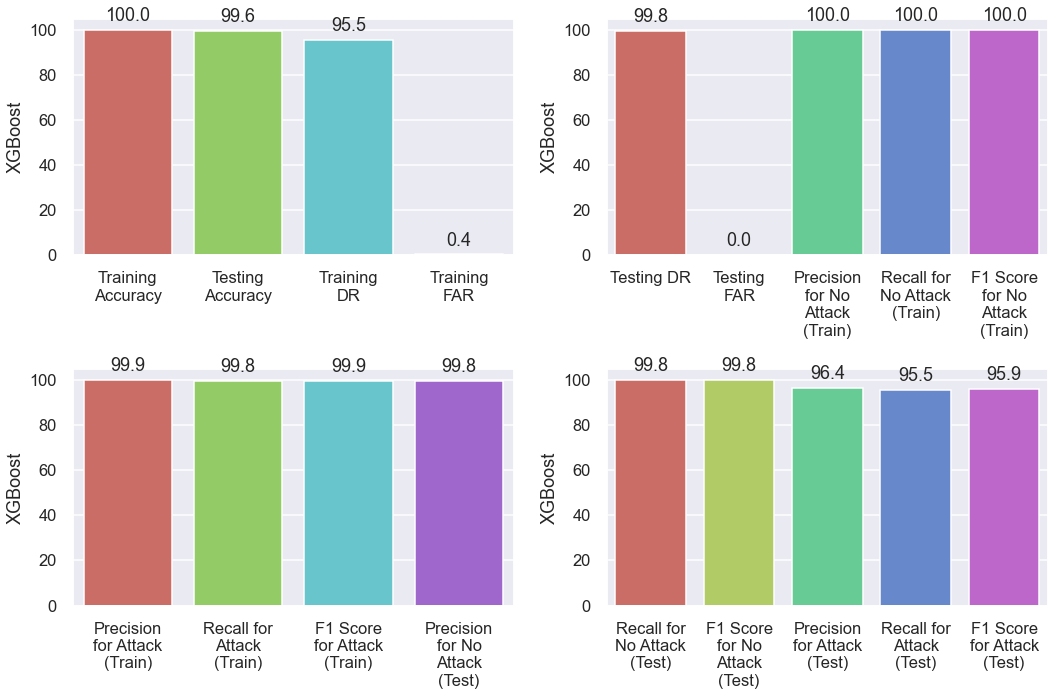 100.0
99.6
95.5
0.4
100
80
60
40
20
0
XGBoost
Training
Accuracy
Testing
Accuracy
Training
DR
Training
FAR
99.8
0.0
100.0
100.0
100.0
100
80
60
40
20
0
XGBoost
Testing DR
Testing
FAR
Precision
for No
Attack
(Train)
Recall for
No Attack
(Train)
F1 Score
for No
Attack
(Train)
99.9
99.8
99.9
99.8
100
80
60
40
20
0
XGBoost
Precision
for Attack
(Train)
Recall for
Attack
(Train)
F1 Score
for Attack
(Train)
Precision
for No
Attack
(Test)
99.8
99.8
96.4
95.5
95.9
100
80
60
40
20
0
XGBoost
Recall for
No Attack
(Test)
F1 Score
for No
Attack
(Test)
Precision
for Attack
(Test)
Recall for
Attack
(Test)
F1 Score
for Attack
(Test)